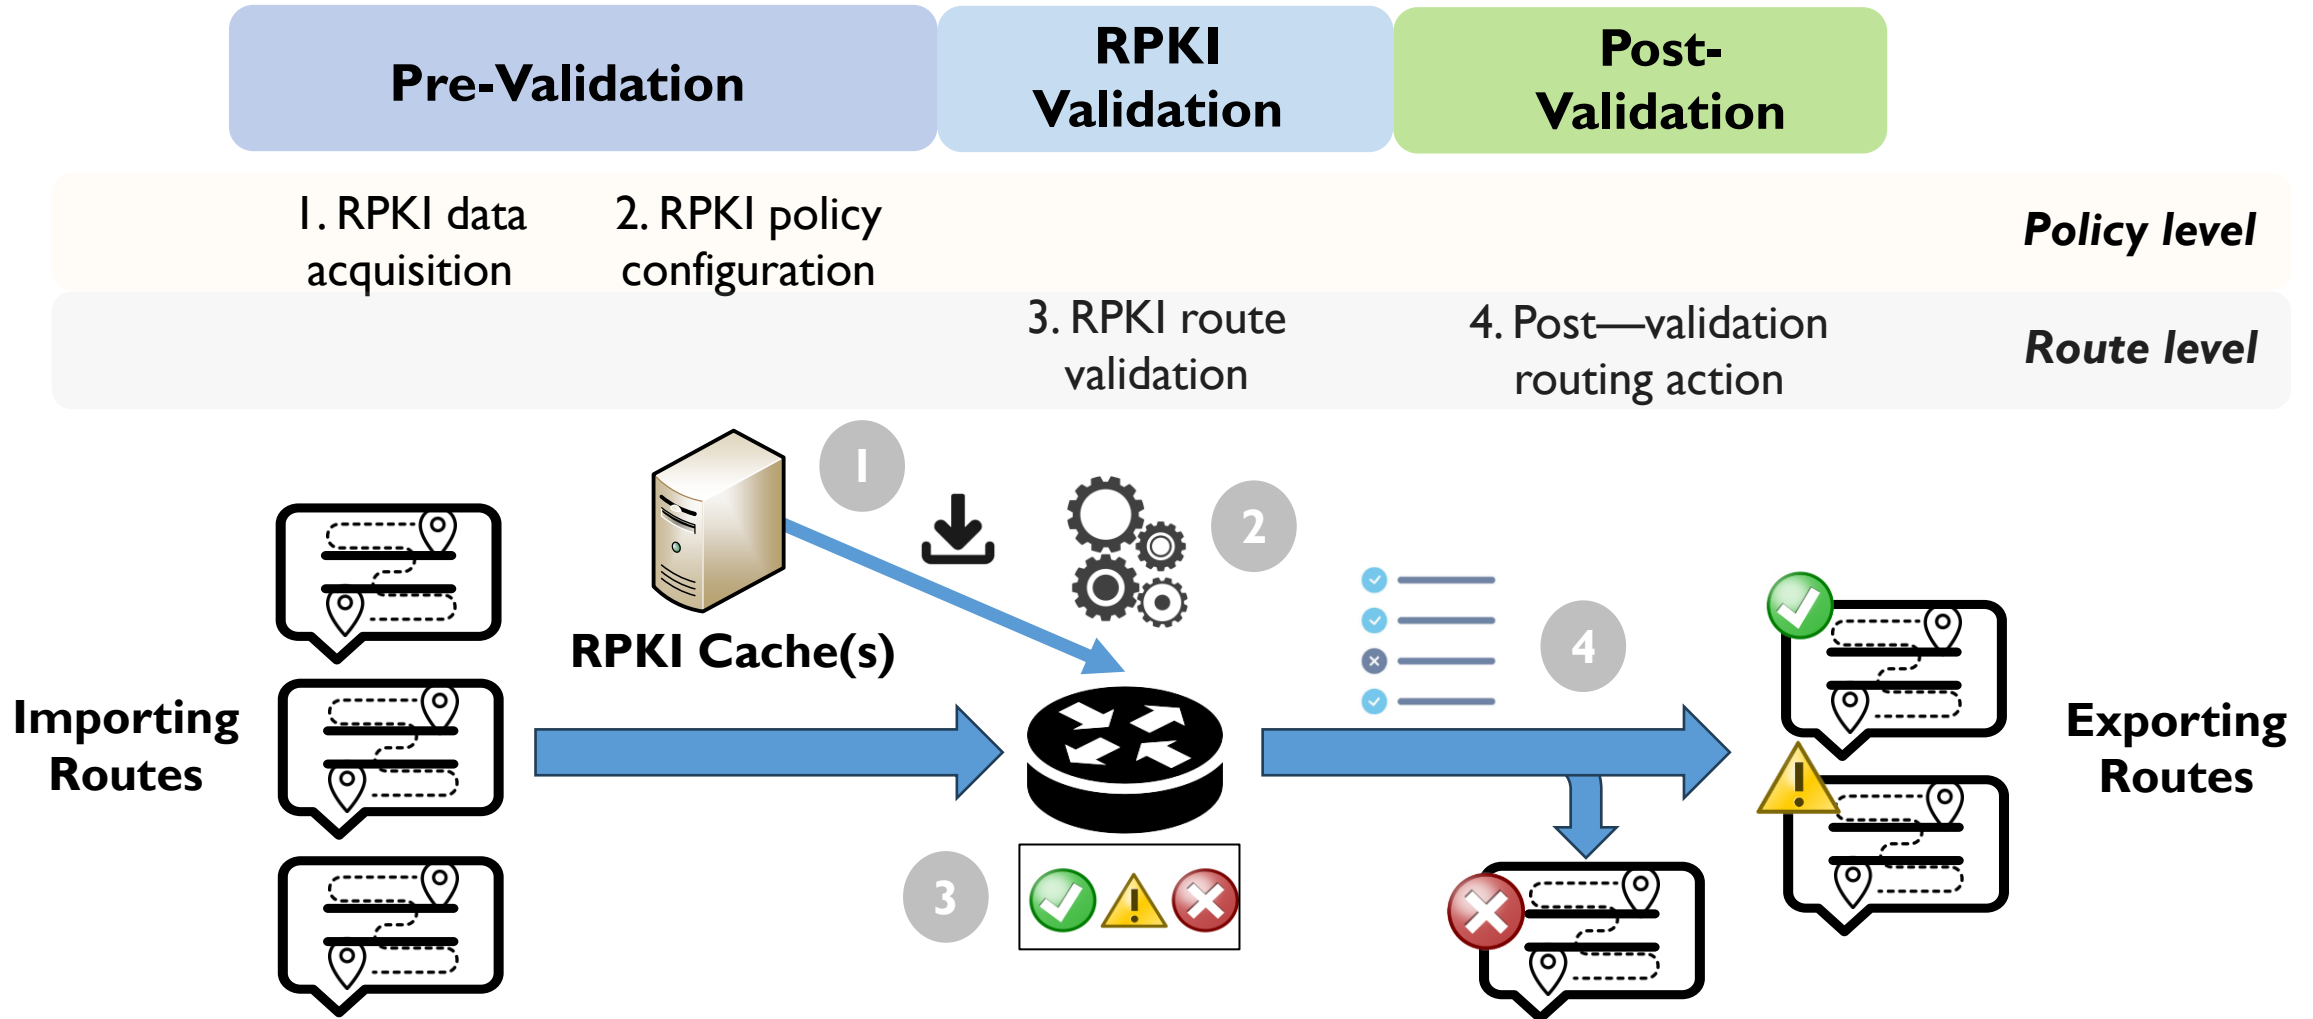 Pre-Validation
RPKI
Validation
Post-
Validation
1. RPKI data
acquisition
2. RPKI policy
configuration
Policy level
3. RPKI route
validation
4. Post—validation
routing action
Route level
1
2
RPKI Cache(s)
4
Importing
Routes
Exporting
Routes
3